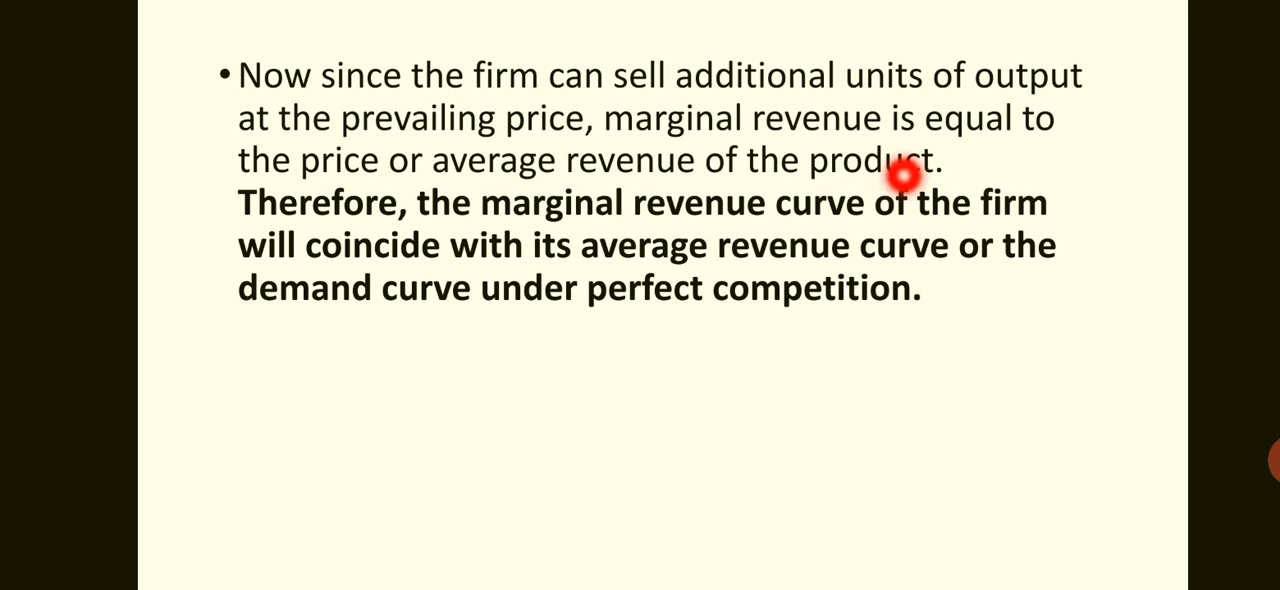 • Now since the firm can sell additional units of output
at the prevailing price, marginal revenue is equal to
the price or average revenue of the product.
Therefore, the marginal revenue curve of the firm
will coincide with its average revenue curve or the
demand curve under perfect competition.